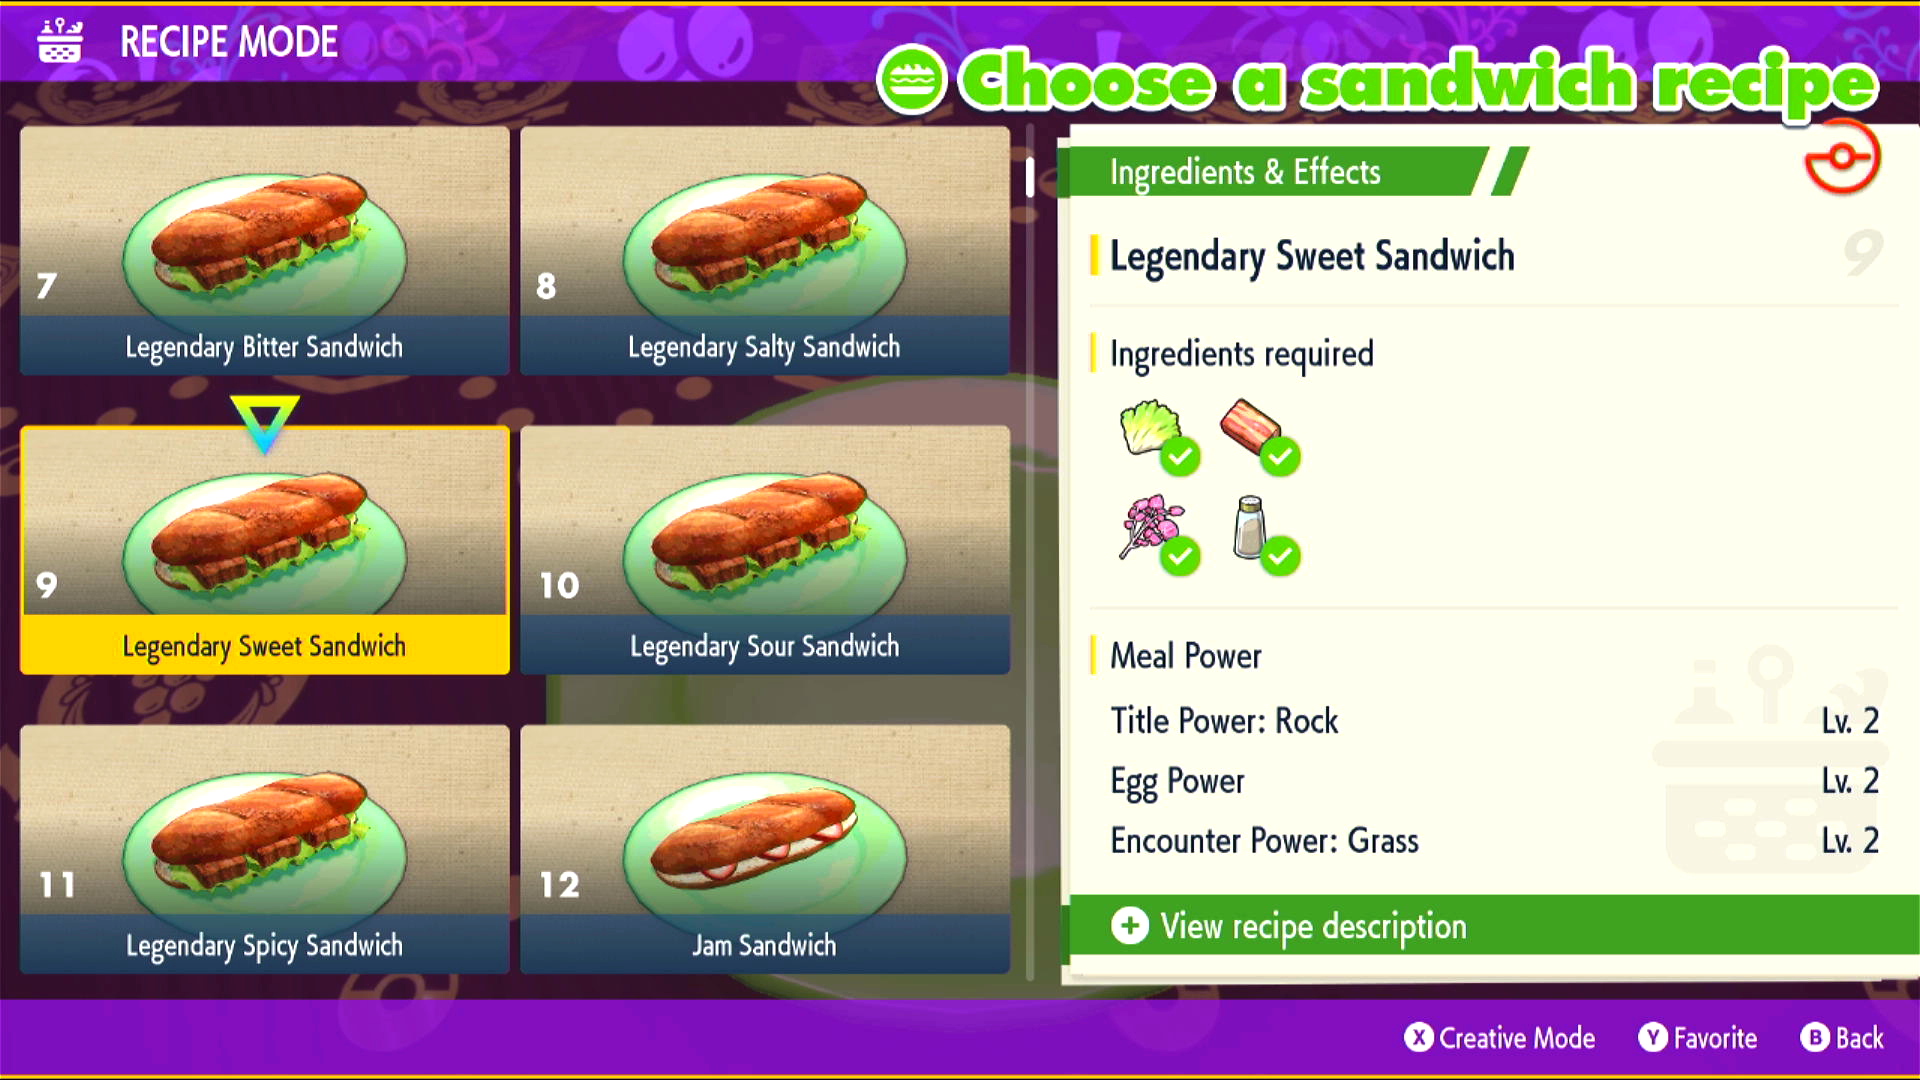 RECIPE MODE
Choose a sandwich recipe
7
Legendary Bitter Sandwich
8
Legendary Salty Sandwich
9
Legendary Sweet Sandwich
10
Legendary Sour Sandwich
11
Legendary Spicy Sandwich
12
Jam Sandwich
Ingredients & Effects
Legendary Sweet Sandwich 9
Ingredients required
Meal Power
Title Power: Rock Lv. 2
Egg Power Lv. 2
Encounter Power: Grass Lv. 2
+ View recipe description
X Creative Mode Y Favorite B Back